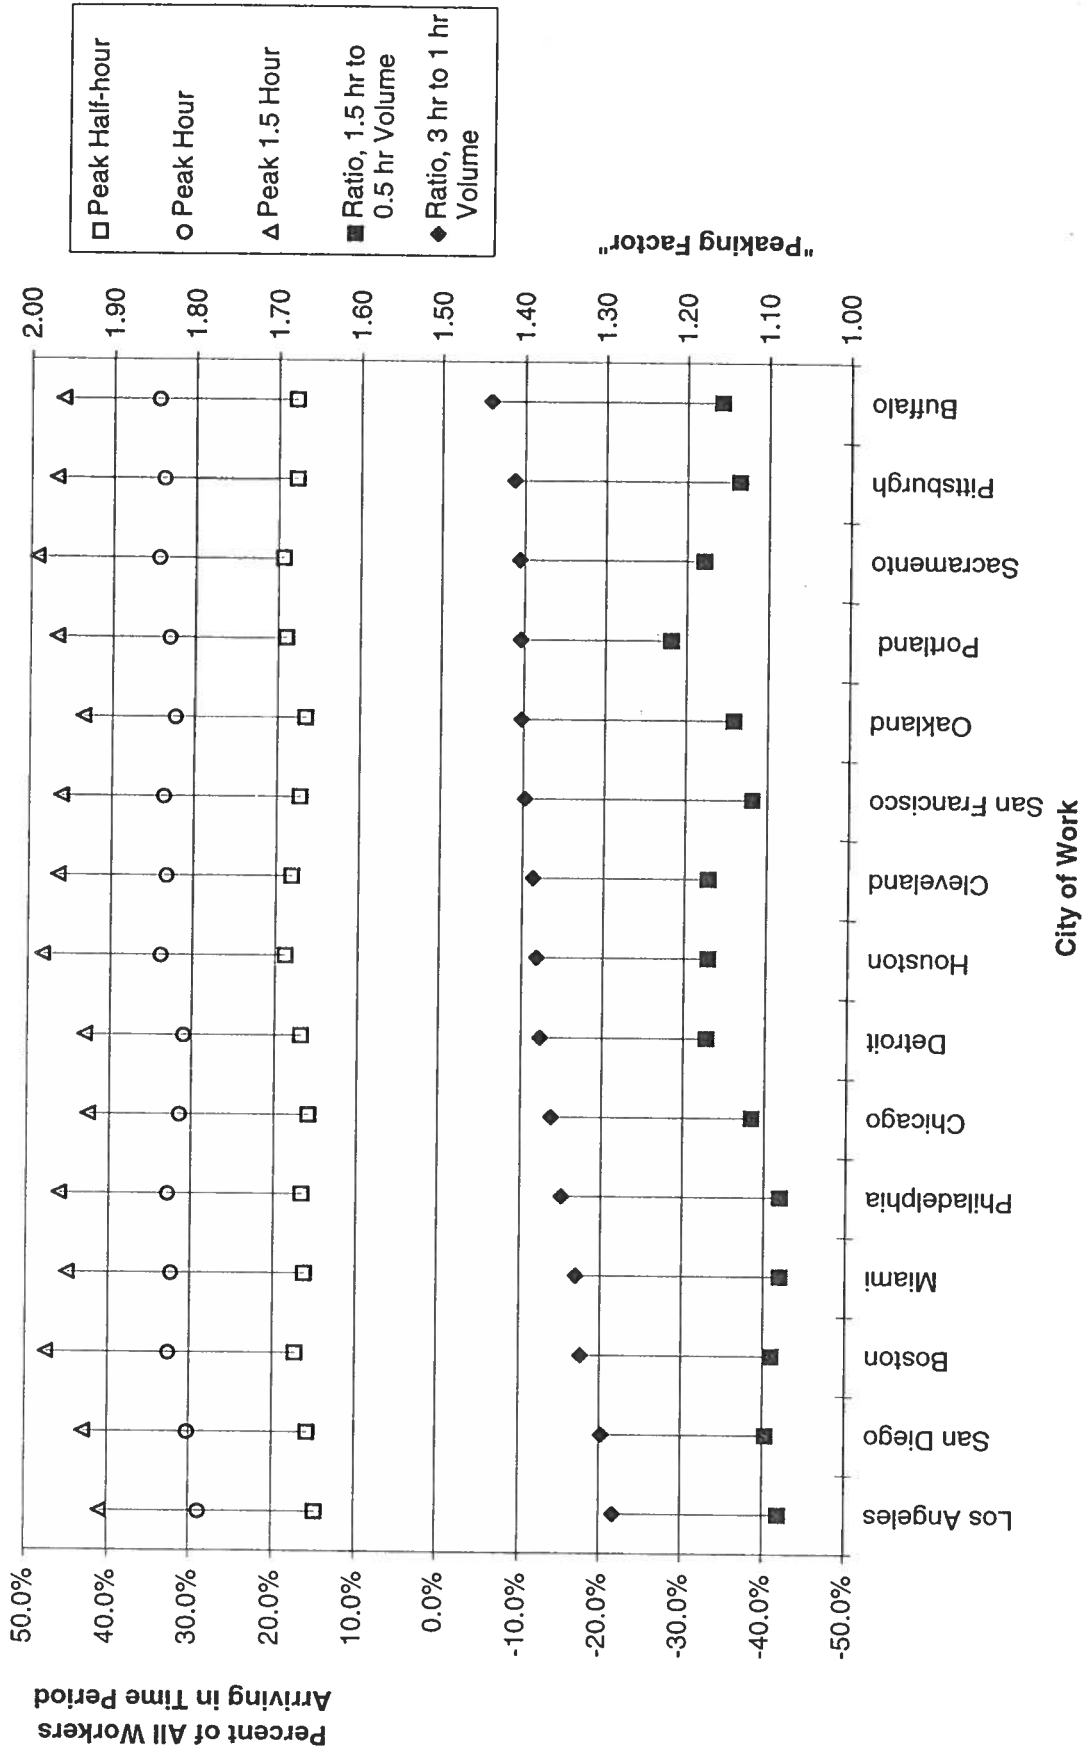 Percent of All Workers
Arriving in Time Period
50.0%
40.0%
30.0%
20.0%
10.0%
0.0%
-10.0%
-20.0%
-30.0%
-40.0%
-50.0%
Los Angeles
San Diego
Boston
Miami
Philadelphia
Chicago
Detroit
Houston
Cleveland
San Francisco
Oakland
Portland
Sacramento
Pittsburgh
Buffalo
City of Work
2.00
1.90
1.80
1.70
1.60
1.50
1.40
1.30
1.20
1.10
1.00
"Peaking Factor"
Peak Half-hour
Peak Hour
Peak 1.5 Hour
Ratio, 1.5 hr to
0.5 hr Volume
Ratio, 3 hr to 1 hr
Volume